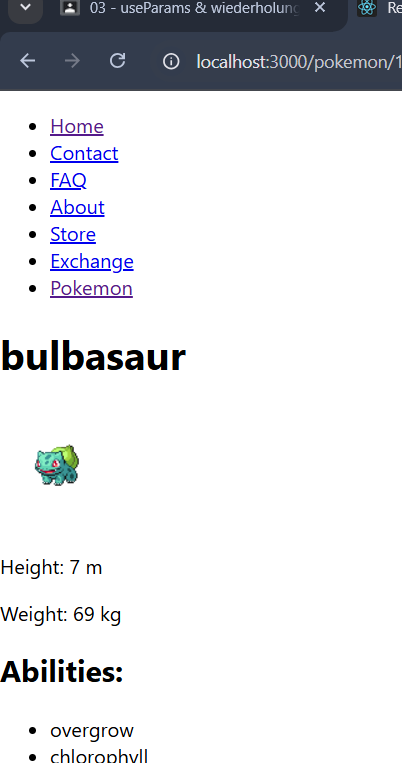 03 - useParams & wiederholung
Re
localhost:3000/pokemon/1
Home
Contact
FAQ
About
Store
Exchange
Pokemon
bulbasaur
Height: 7 m
Weight: 69 kg
Abilities:
overgrow
chlorophyll